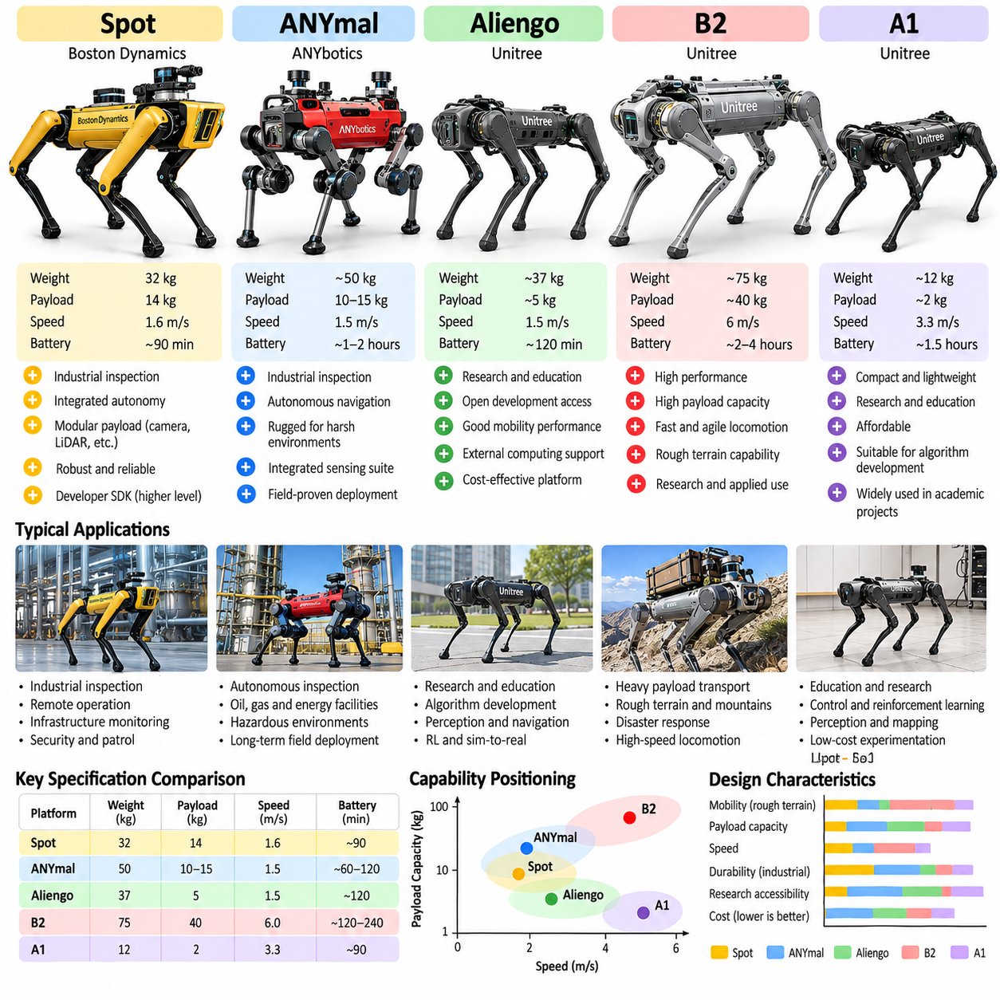 Spot
Boston Dynamics
ANYmal
ANYbotics
Aliengo
Unitree
B2
Unitree
A1
Unitree
Boston Dynamics
ANYbotics
Unitree
Unitree
Unitree
Weight 32 kg
Payload 14 kg
Speed 1.6 m/s
Battery ~90 min
Weight ~50 kg
Payload 10–15 kg
Speed 1.5 m/s
Battery ~1–2 hours
Weight ~37 kg
Payload ~5 kg
Speed 1.5 m/s
Battery ~120 min
Weight ~75 kg
Payload ~40 kg
Speed 6 m/s
Battery ~2–4 hours
Weight ~12 kg
Payload ~2 kg
Speed 3.3 m/s
Battery ~1.5 hours
Industrial inspection
Integrated autonomy
Modular payload (camera,
LiDAR, etc.)
Robust and reliable
Developer SDK (higher level)
Industrial inspection
Autonomous navigation
Rugged for harsh
environments
Integrated sensing suite
Field-proven deployment
Research and education
Open development access
Good mobility performance
External computing support
Cost-effective platform
High performance
High payload capacity
Fast and agile locomotion
Rough terrain capability
Research and applied use
Compact and lightweight
Research and education
Affordable
Suitable for algorithm
development
Widely used in academic
projects
Typical Applications
Boston Dynamics
ANYmal
Unitree
Unitree
• Industrial inspection
• Remote operation
• Infrastructure monitoring
• Security and patrol
• Autonomous inspection
• Oil, gas and energy facilities
• Hazardous environments
• Long-term field deployment
• Research and education
• Algorithm development
• Perception and navigation
• RL and sim-to-real
• Heavy payload transport
• Rough terrain and mountains
• Disaster response
• High-speed locomotion
• Education and research
• Control and reinforcement learning
• Perception and mapping
• Low-cost experimentation
Key Specification Comparison
Platform Weight (kg) Payload (kg) Speed (m/s) Battery (min)
Spot 32 14 1.6 ~90
ANYmal 50 10–15 1.5 ~60–120
Aliengo 37 5 1.5 ~120
B2 75 40 6.0 ~120–240
A1 12 2 3.3 ~90
Capability Positioning
Payload Capacity (kg)
100
10
1
B2
ANYmal
Spot
Aliengo
A1
0 2 4 6
Speed (m/s)
Design Characteristics
Mobility (rough terrain)
Payload capacity
Speed
Durability (industrial)
Research accessibility
Cost (lower is better)
Spot ANYmal Aliengo B2 A1